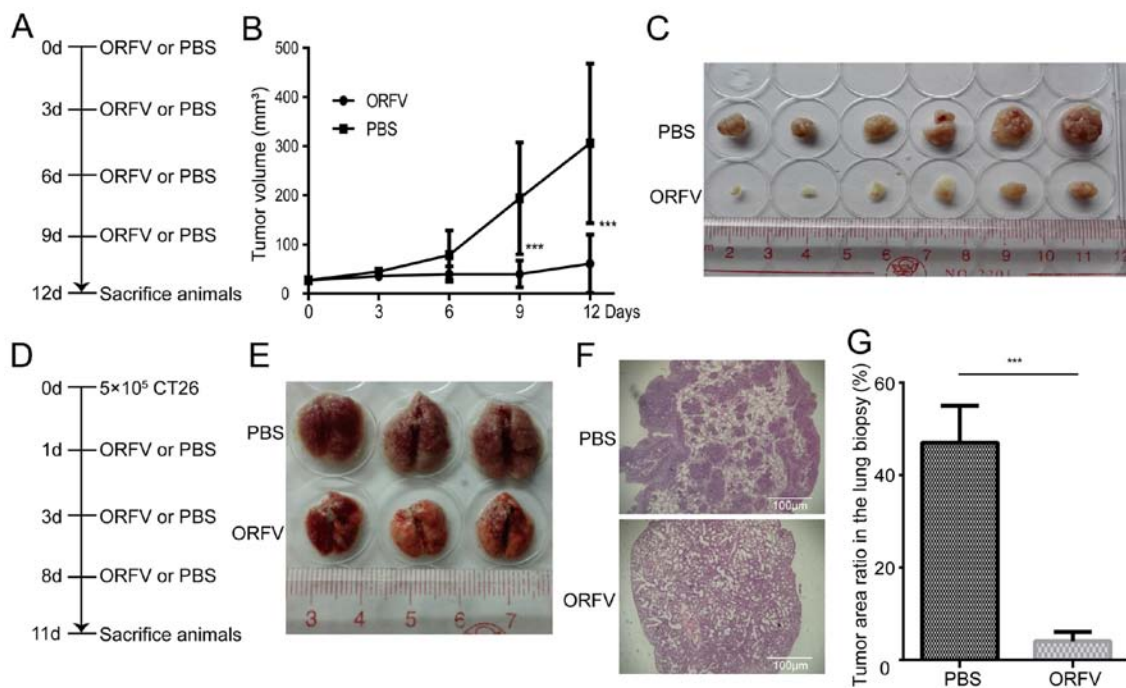 A
0d ORFV or PBS
3d ORFV or PBS
6d ORFV or PBS
9d ORFV or PBS
12d Sacrifice animals
B
Tumor volume (mm³)
500
400
300
200
100
0
ORFV
PBS
***
***
0 3 6 9 12 Days
C
PBS
ORFV
2 3 4 5 6 7 8 9 10 11 12
D
0d 5×10⁵ CT26
1d ORFV or PBS
3d ORFV or PBS
8d ORFV or PBS
11d Sacrifice animals
E
PBS
ORFV
3 4 5 6 7
F
PBS
100μm
ORFV
100μm
G
Tumor area ratio in the lung biopsy (%)
60
40
20
0
***
PBS ORFV